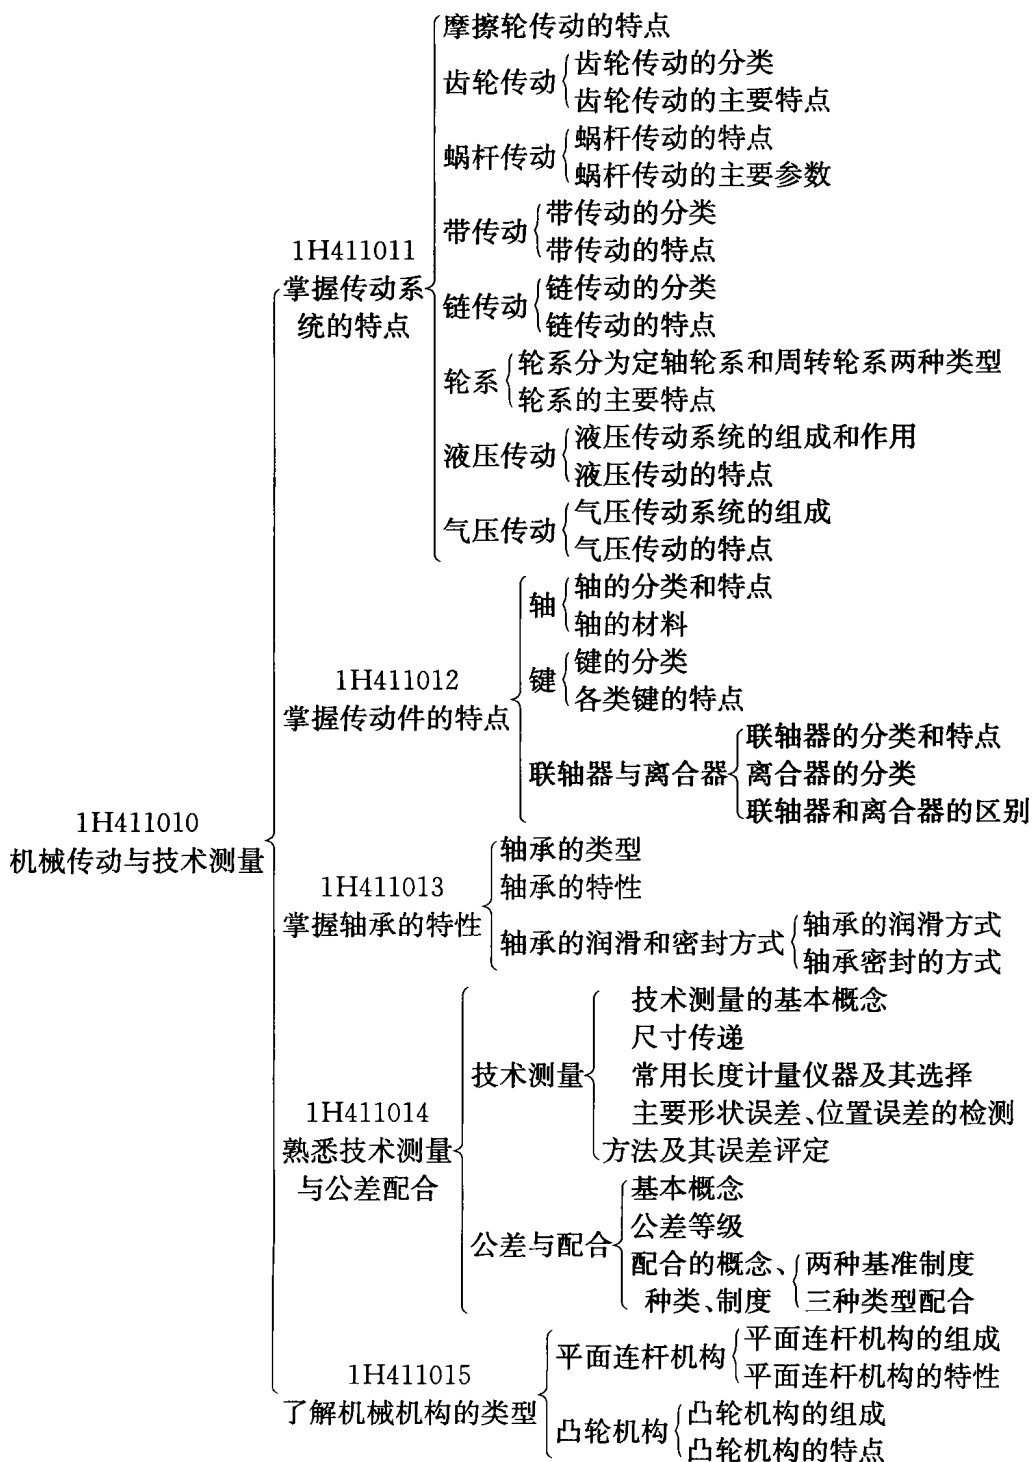 1H411010
机械传动与技术测量
1H411011
掌握传动系
统的特点
摩擦轮传动的特点
齿轮传动
齿轮传动的分类
齿轮传动的主要特点
蜗杆传动
蜗杆传动的特点
蜗杆传动的主要参数
带传动
带传动的分类
带传动的特点
链传动
链传动的分类
链传动的特点
轮系
轮系分为定轴轮系和周转轮系两种类型
轮系的主要特点
液压传动
液压传动系统的组成和作用
液压传动的特点
气压传动
气压传动系统的组成
气压传动的特点
1H411012
掌握传动件的特点
轴
轴的分类和特点
轴的材料
键
键的分类
各类键的特点
联轴器与离合器
联轴器的分类和特点
离合器的分类
联轴器和离合器的区别
1H411013
掌握轴承的特性
轴承的类型
轴承的特性
轴承的润滑和密封方式
轴承的润滑方式
轴承密封的方式
1H411014
熟悉技术测量
与公差配合
技术测量
技术测量的基本概念
尺寸传递
常用长度计量仪器及其选择
主要形状误差、位置误差的检测
方法及其误差评定
公差与配合
基本概念
公差等级
配合的概念、
种类、制度
两种基准制度
三种类型配合
1H411015
了解机械机构的类型
平面连杆机构
平面连杆机构的组成
平面连杆机构的特性
凸轮机构
凸轮机构的组成
凸轮机构的特点